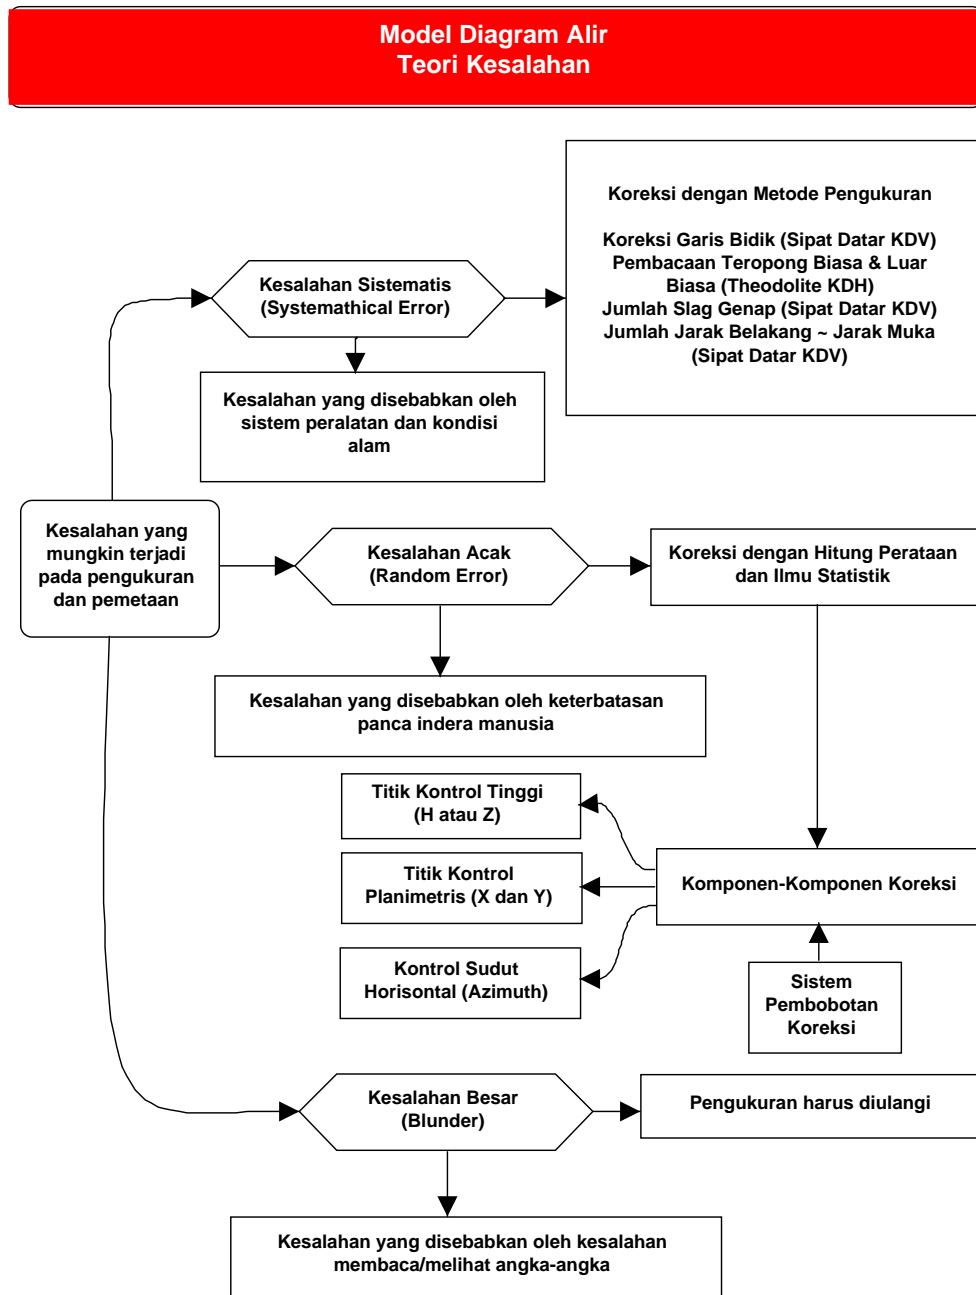 Model Diagram Alir
Teori Kesalahan
Koreksi dengan Metode Pengukuran
Koreksi Garis Bidik (Sipat Datar KDV)
Pembacaan Teropong Biasa & Luar
Biasa (Theodolite KDH)
Jumlah Slag Genap (Sipat Datar KDV)
Jumlah Jarak Belakang ~ Jarak Muka
(Sipat Datar KDV)
Kesalahan Sistematis
(Systemathical Error)
Kesalahan yang disebabkan oleh
sistem peralatan dan kondisi
alam
Kesalahan yang
mungkin terjadi
pada pengukuran
dan pemetaan
Kesalahan Acak
(Random Error)
Koreksi dengan Hitung Perataan
dan Ilmu Statistik
Kesalahan yang disebabkan oleh keterbatasan
panca indera manusia
Titik Kontrol Tinggi
(H atau Z)
Titik Kontrol
Planimetris (X dan Y)
Komponen-Komponen Koreksi
Kontrol Sudut
Horisontal (Azimuth)
Sistem
Pembobotan
Koreksi
Kesalahan Besar
(Blunder)
Pengukuran harus diulangi
Kesalahan yang disebabkan oleh kesalahan
membaca/melihat angka-angka